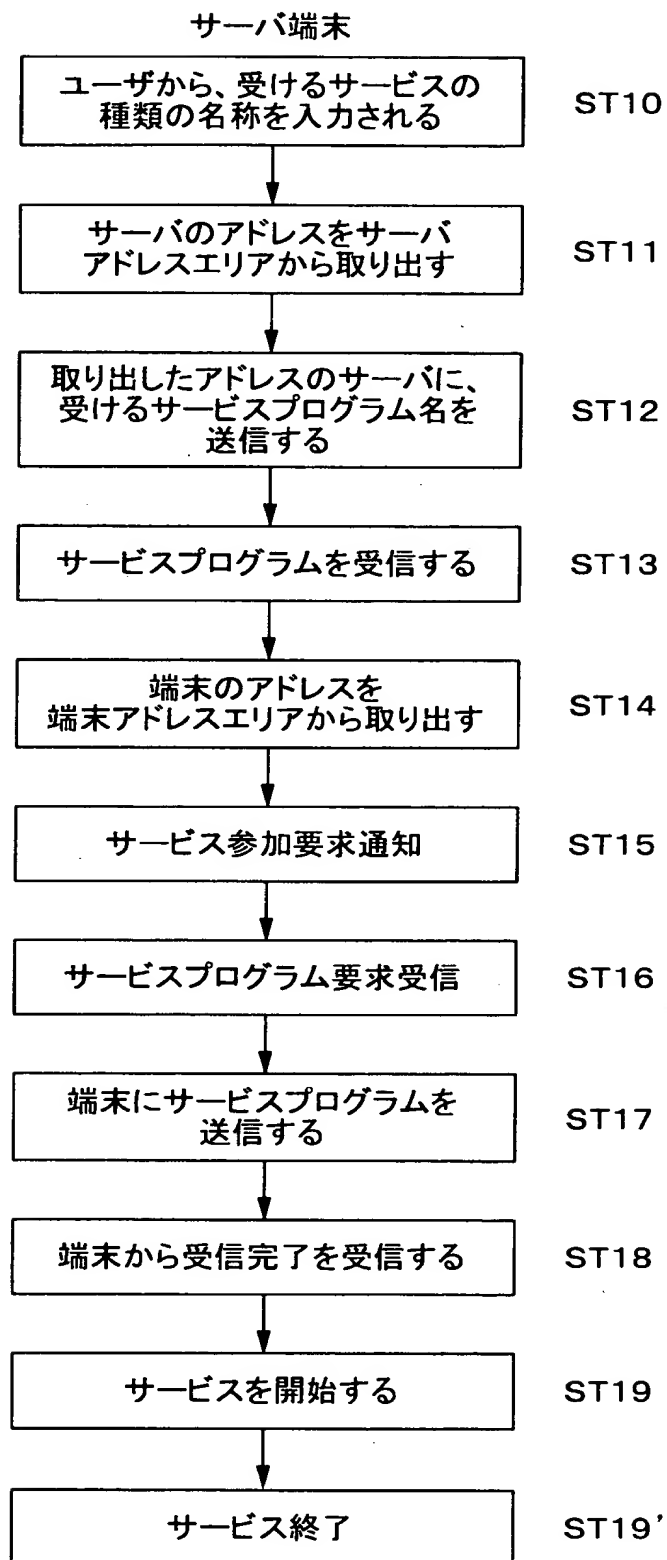 サーバ端末
ユーザから、受けるサービスの
種類の名称を入力される
ST10
サーバのアドレスをサーバ
アドレスエリアから取り出す
ST11
取り出したアドレスのサーバに、
受けるサービスプログラム名を
送信する
ST12
サービスプログラムを受信する
ST13
端末のアドレスを
端末アドレスエリアから取り出す
ST14
サービス参加要求通知
ST15
サービスプログラム要求受信
ST16
端末にサービスプログラムを
送信する
ST17
端末から受信完了を受信する
ST18
サービスを開始する
ST19
サービス終了
ST19'